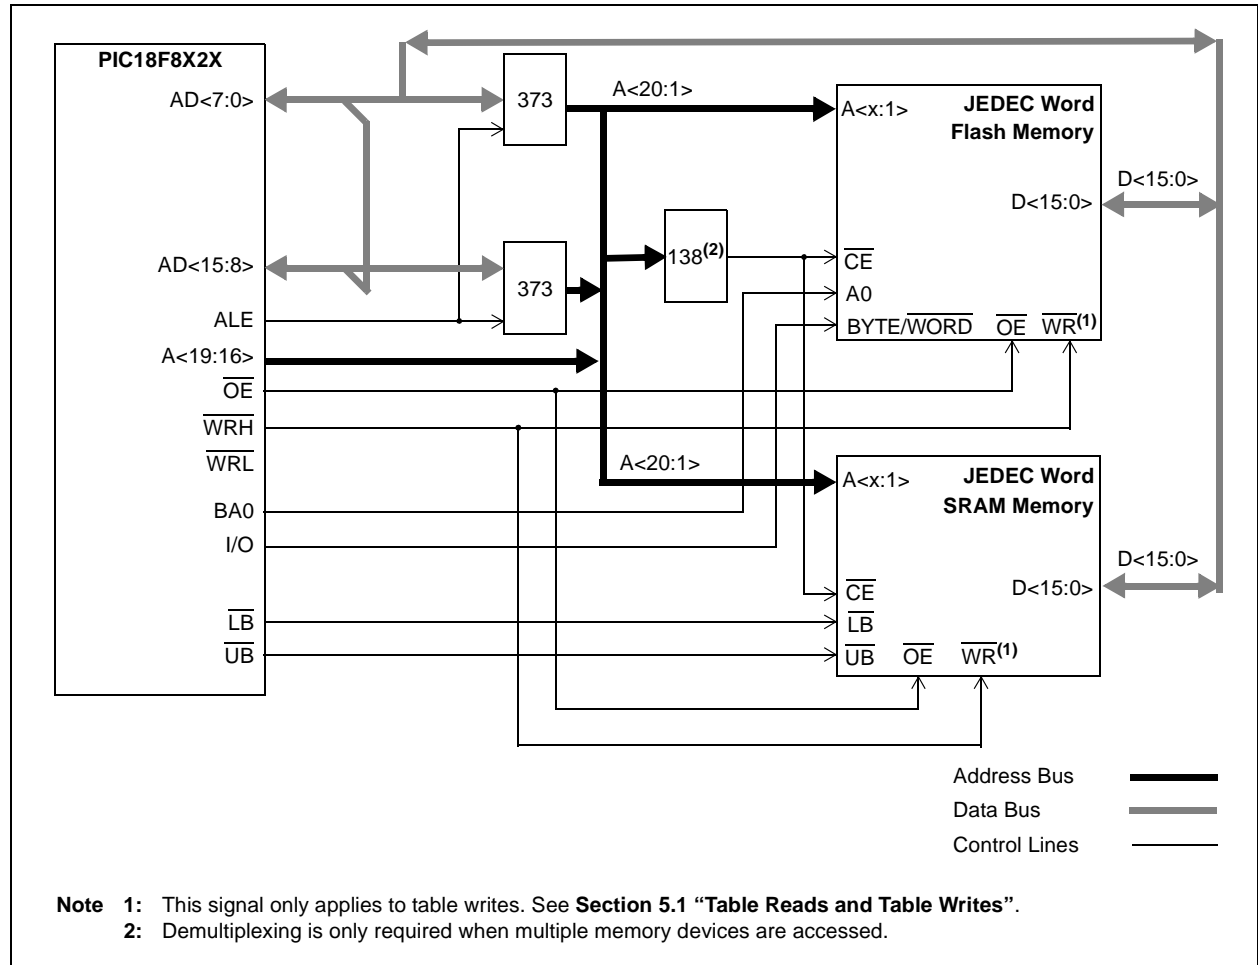 PIC18F8X2X
AD<7:0>
373
A<20:1>
A<x:1>
JEDEC Word
Flash Memory
D<15:0>
D<15:0>
138(2)
AD<15:8>
373
CE
A0
ALE
BYTE/WORD OE WR(1)
A<19:16>
OE
WRH
WRL
A<20:1>
A<x:1>
JEDEC Word
SRAM Memory
BA0
I/O
D<15:0>
D<15:0>
CE
LB
LB
UB
UB OE WR(1)
Address Bus
Data Bus
Control Lines
Note 1: This signal only applies to table writes. See Section 5.1 “Table Reads and Table Writes”.
2: Demultiplexing is only required when multiple memory devices are accessed.